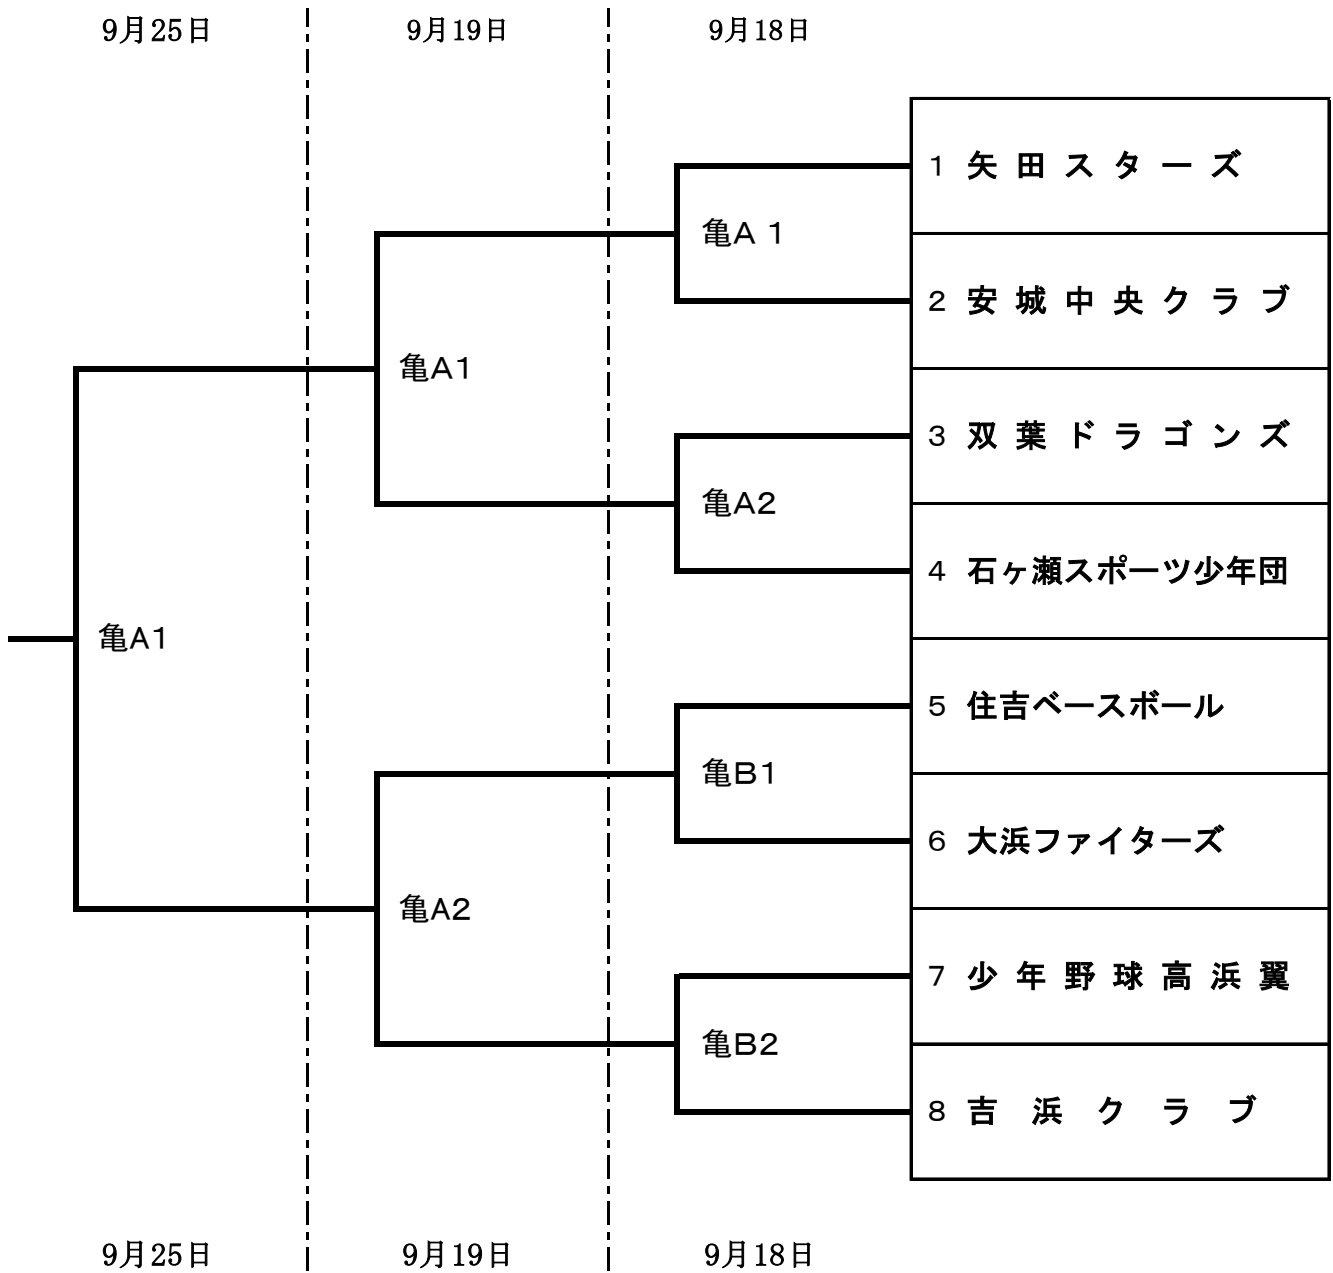 9月25日 9月19日 9月18日
1 矢田スターズ
亀A 1
2 安城中央クラブ
亀A1
3 双葉ドラゴンズ
亀A2
4 石ヶ瀬スポーツ少年団
亀A1
5 住吉ベースボール
亀B1
6 大浜ファイターズ
亀A2
7 少年野球高浜翼
亀B2
8 吉浜クラブ
9月25日 9月19日 9月18日